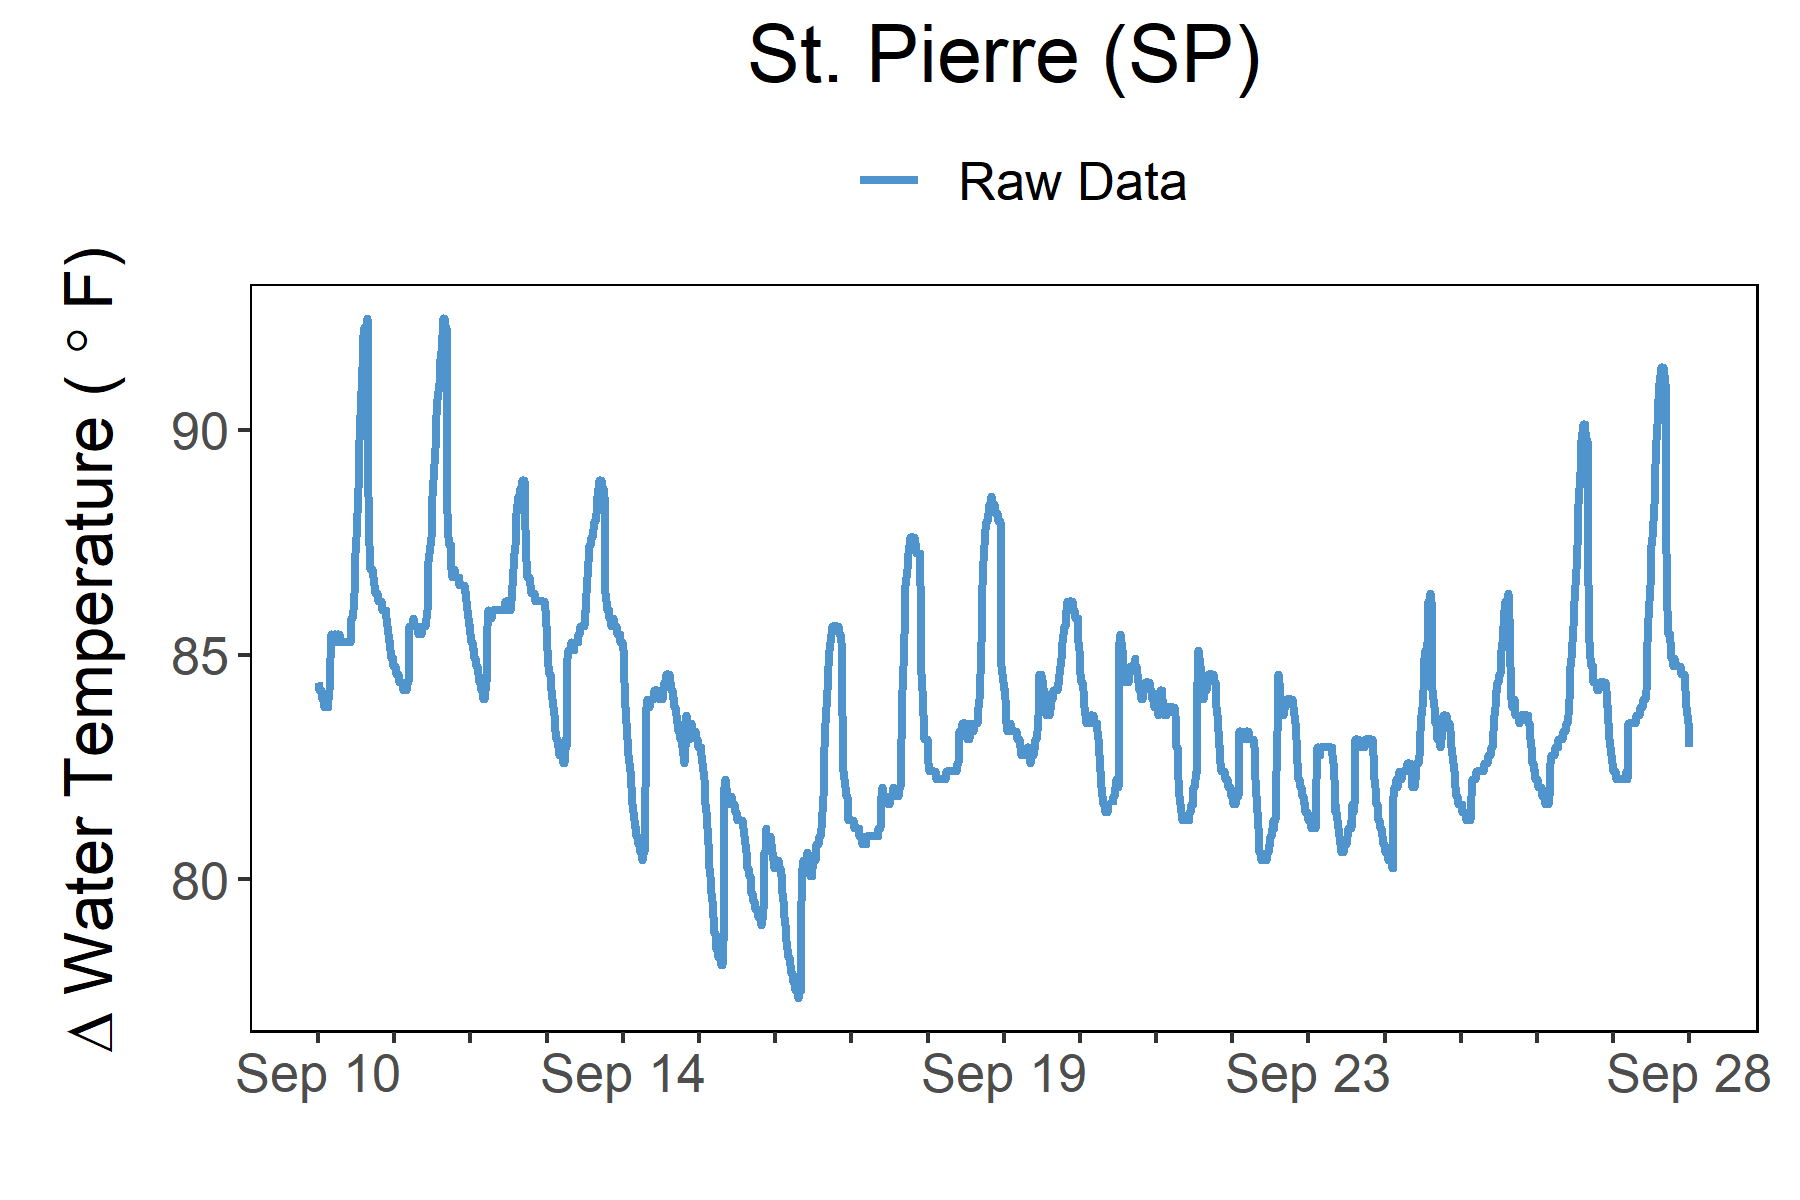 St. Pierre (SP)
Raw Data
Δ Water Temperature ( ° F)
90
85
80
Sep 10 Sep 14 Sep 19 Sep 23 Sep 28